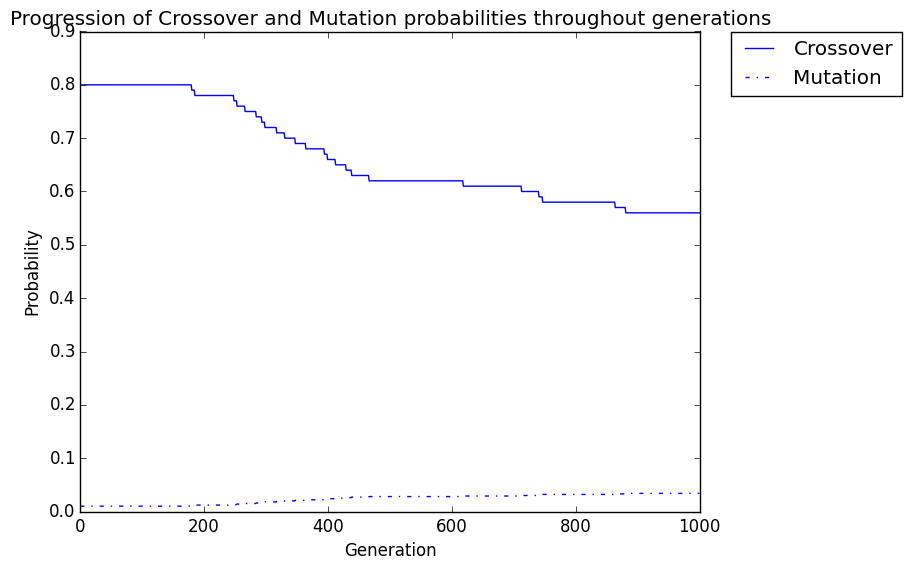 Progression of Crossover and Mutation probabilities throughout generations
Crossover
Mutation
Probability
0.9
0.8
0.7
0.6
0.5
0.4
0.3
0.2
0.1
0.0
0 200 400 600 800 1000
Generation